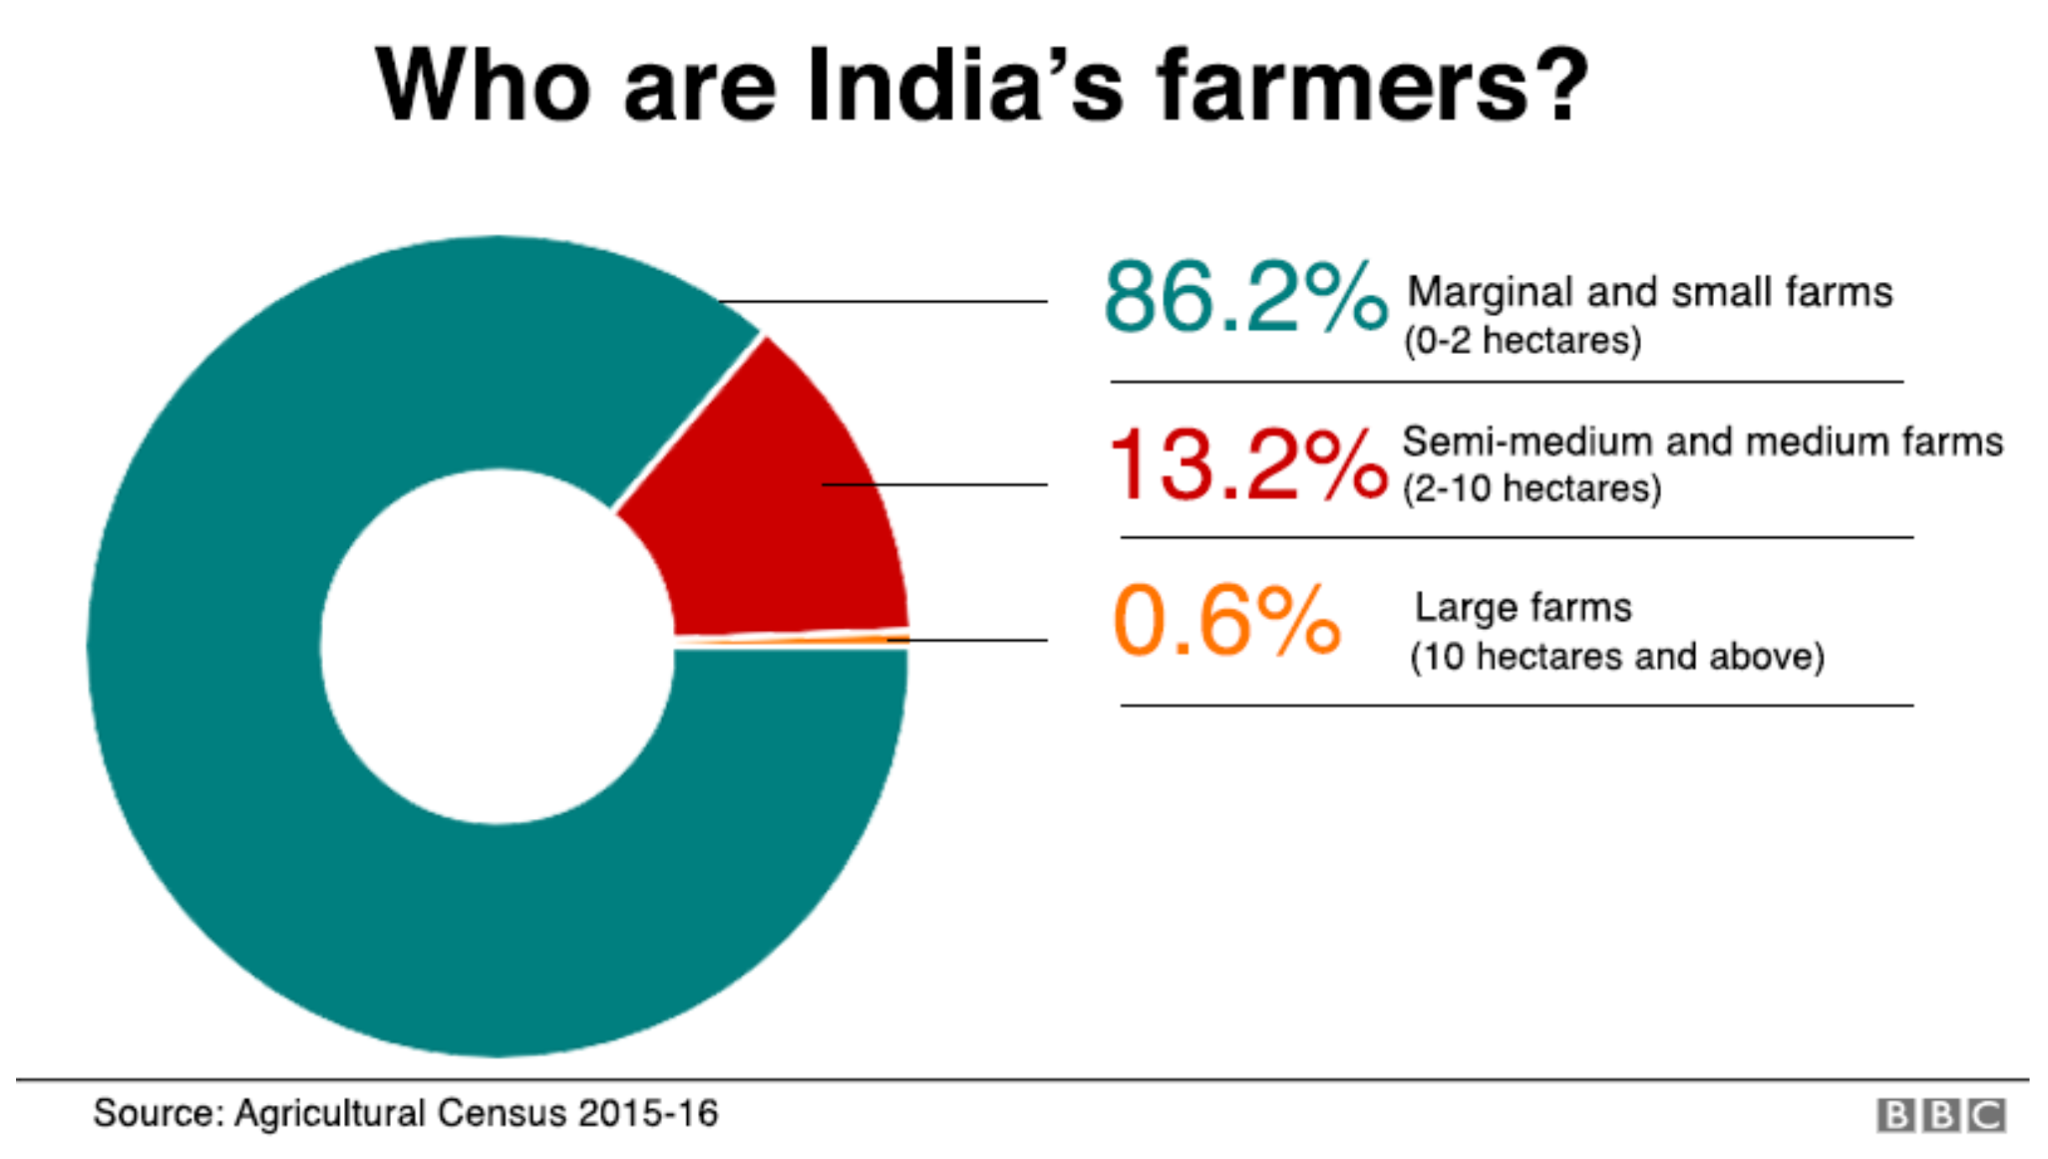 Who are India’s farmers?
86.2% Marginal and small farms
(0-2 hectares)
13.2% Semi-medium and medium farms
(2-10 hectares)
0.6% Large farms
(10 hectares and above)
Source: Agricultural Census 2015-16
BBC